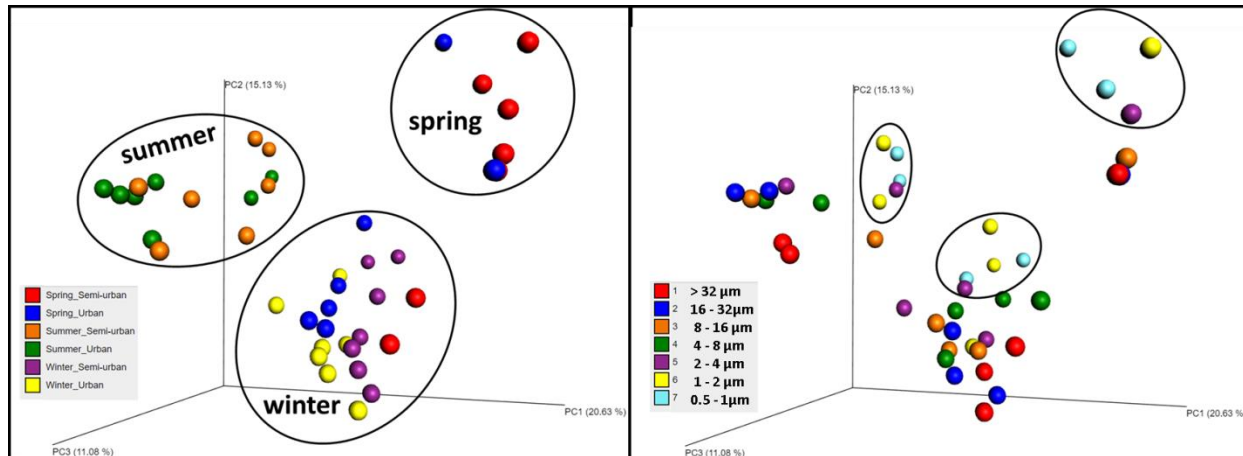 PC2 (15.13 %)
summer
spring
winter
PC1 (20.63 %)
PC3 (11.08 %)
Spring_Semi-urban
Spring_Urban
Summer_Semi-urban
Summer_Urban
Winter_Semi-urban
Winter_Urban
PC2 (15.13 %)
1 > 32 µm
2 16 - 32µm
3 8 - 16 µm
4 4 - 8 µm
5 2 - 4 µm
6 1 - 2 µm
7 0.5 - 1µm
PC1 (20.63 %
PC3 (11.08 %)